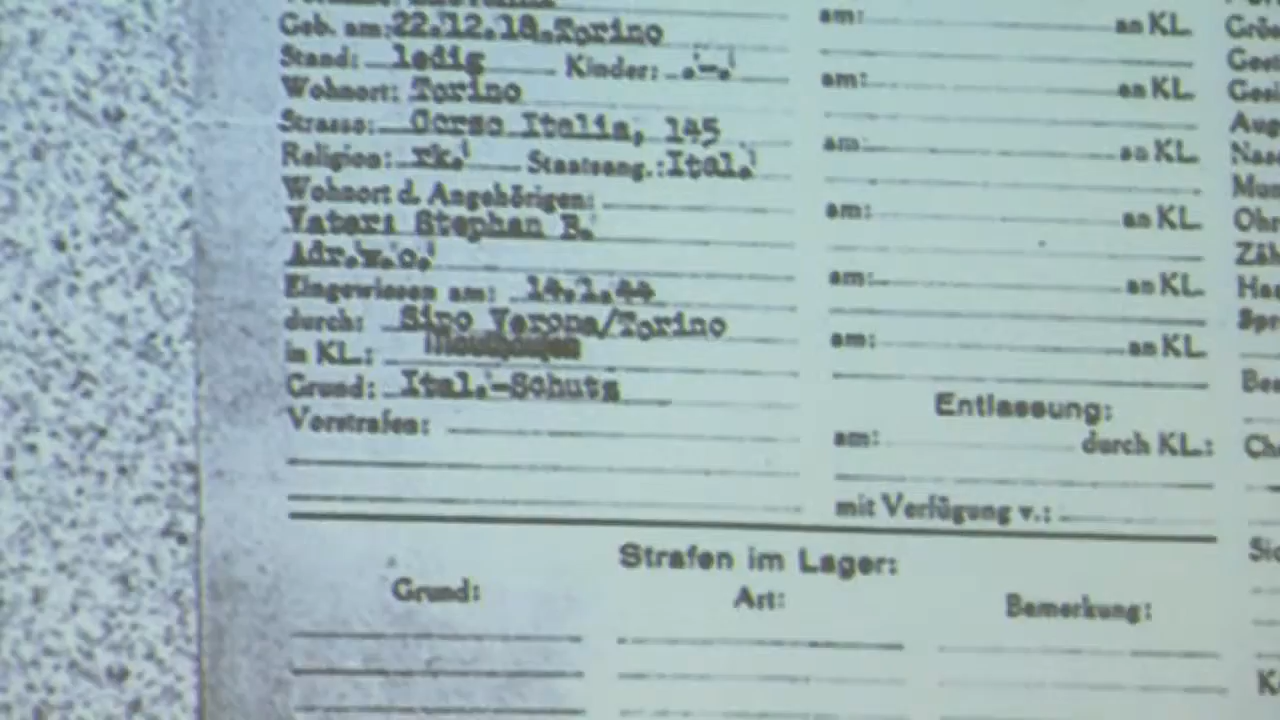 Geb. am: 22.12.18. Torino
Stand: ledig Kinder: .-.
Wohnort: Torino
Strasse: Corso Italia, 145
Religion: rk. Staatsang.: Ital.
Wohnort d. Angehörigen:
Vater: Stephan B.
Adr.w.o.
Eingewiesen am: 14.1.44
durch: Sipo Verona/Torino
in KL.: Mauthausen
Grund: Ital.-Schutz
Vorstrafen:
am: an KL.
am: an KL.
am: an KL.
am: an KL.
am: an KL.
am: an KL.
Entlassung:
am: durch KL.:
mit Verfügung v.:
Strafen im Lager:
Grund: Art: Bemerkung: